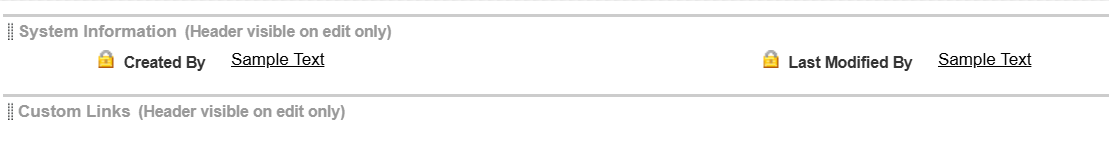 System Information (Header visible on edit only)
Created By Sample Text Last Modified By Sample Text
Custom Links (Header visible on edit only)